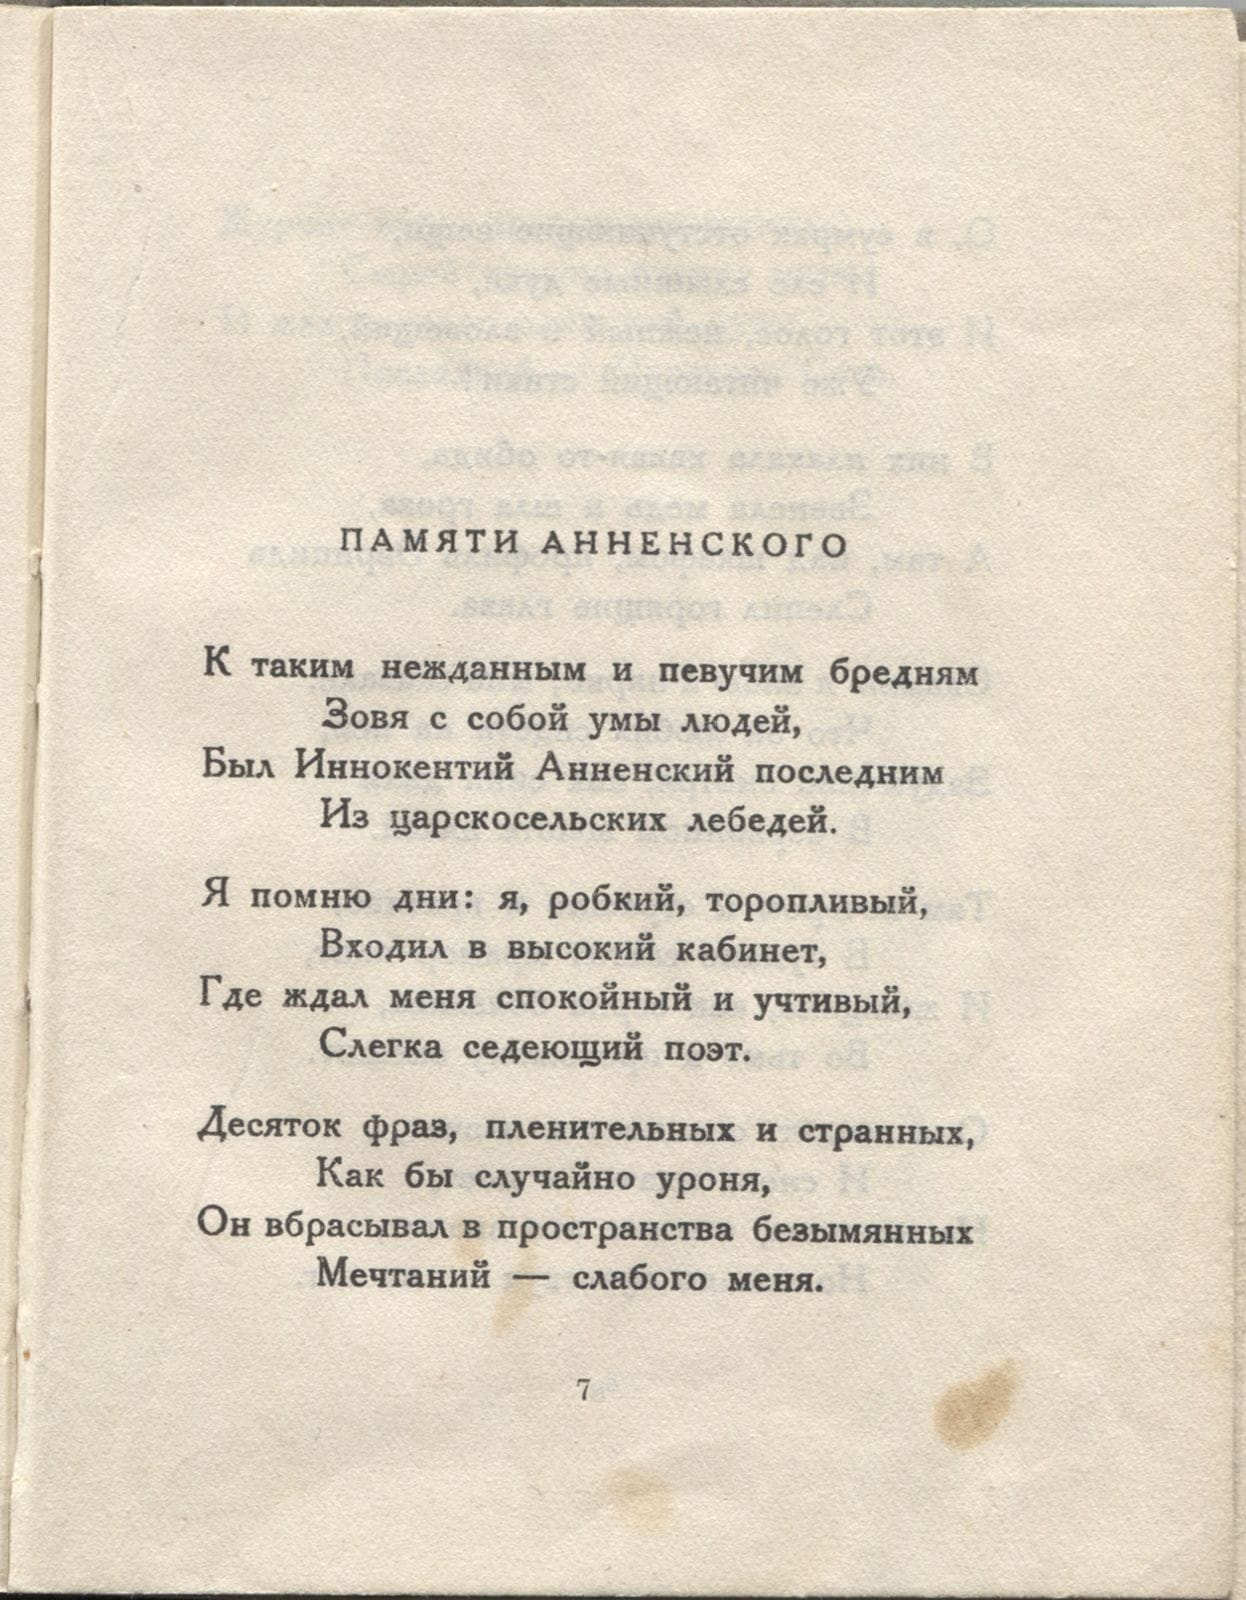 ПАМЯТИ АННЕНСКОГО
К таким нежданным и певучим бредням
Зовя с собой умы людей,
Был Иннокентий Анненский последним
Из царскосельских лебедей.
Я помню дни: я, робкий, торопливый,
Входил в высокий кабинет,
Где ждал меня спокойный и учтивый,
Слегка седеющий поэт.
Десяток фраз, пленительных и странных,
Как бы случайно уроня,
Он вбрасывал в пространства безымянных
Мечтаний — слабого меня.
7